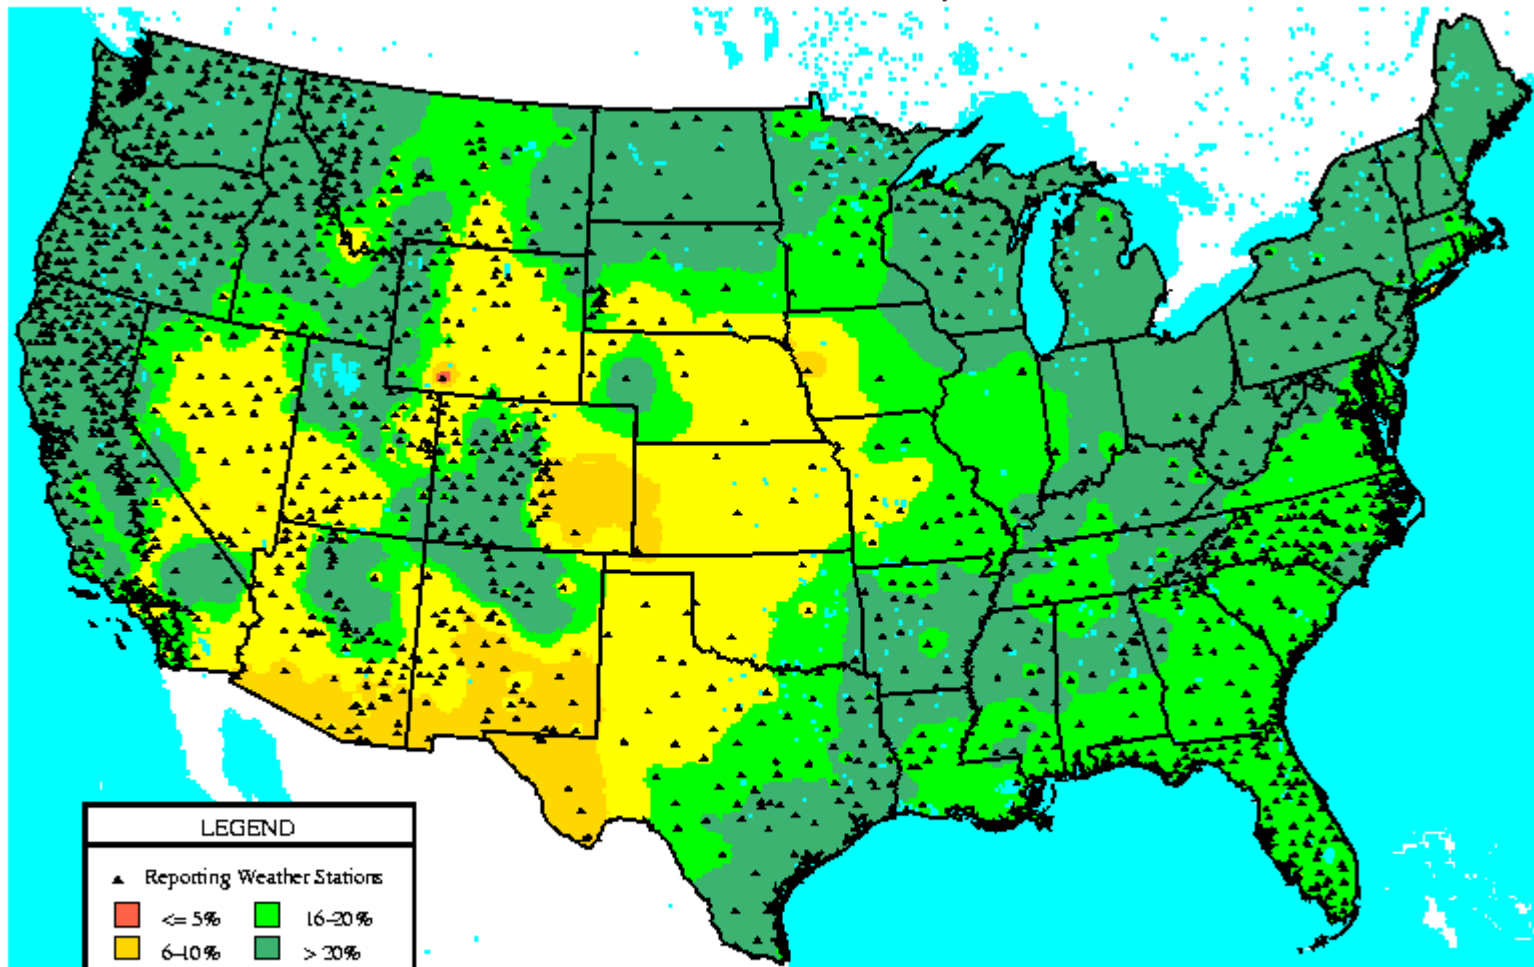 LEGEND
Reporting Weather Stations
<= 5% 16-20%
6-10% > 20%